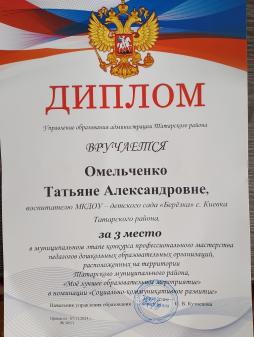 ДИПЛОМ
Управление образования администрации Татарского района
ВРУЧАЕТСЯ
Омельченко
Татьяне Александровне,
воспитателю МКДОУ – детского сада «Берёзка» с. Киевка
Татарского района,
за 3 место
в муниципальном этапе конкурса профессионального мастерства
педагогов дошкольных образовательных организаций,
расположенных на территории
Татарского муниципального района,
«Моё лучшее образовательное мероприятие»
в номинации «Социально-коммуникативное развитие»
Начальник управления образования